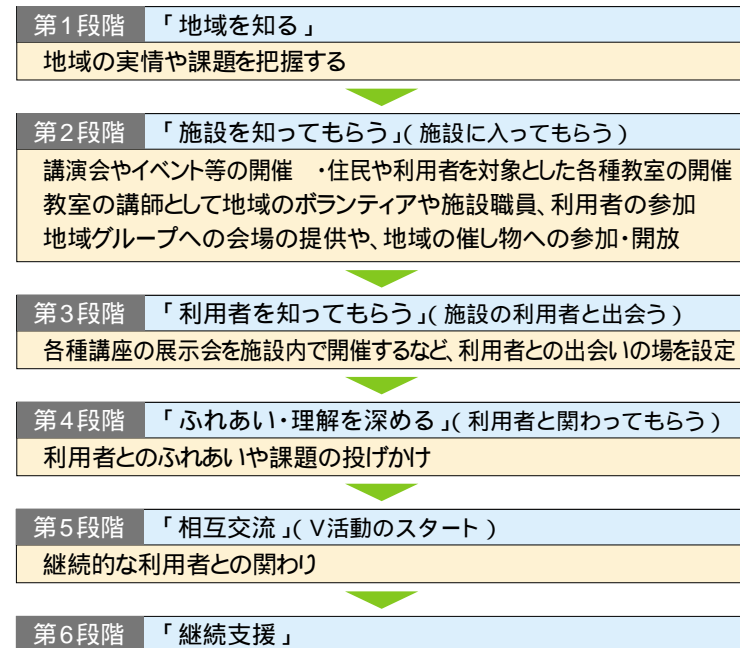 第1段階 「地域を知る」
地域の実情や課題を把握する
第2段階 「施設を知ってもらう」(施設に入ってもらう)
講演会やイベント等の開催 ・住民や利用者を対象とした各種教室の開催
教室の講師として地域のボランティアや施設職員、利用者の参加
地域グループへの会場の提供や、地域の催し物への参加・開放
第3段階 「利用者を知ってもらう」(施設の利用者と出会う)
各種講座の展示会を施設内で開催するなど、利用者との出会いの場を設定
第4段階 「ふれあい・理解を深める」(利用者と関わってもらう)
利用者とのふれあいや課題の投げかけ
第5段階 「相互交流」(V活動のスタート)
継続的な利用者との関わり
第6段階 「継続支援」